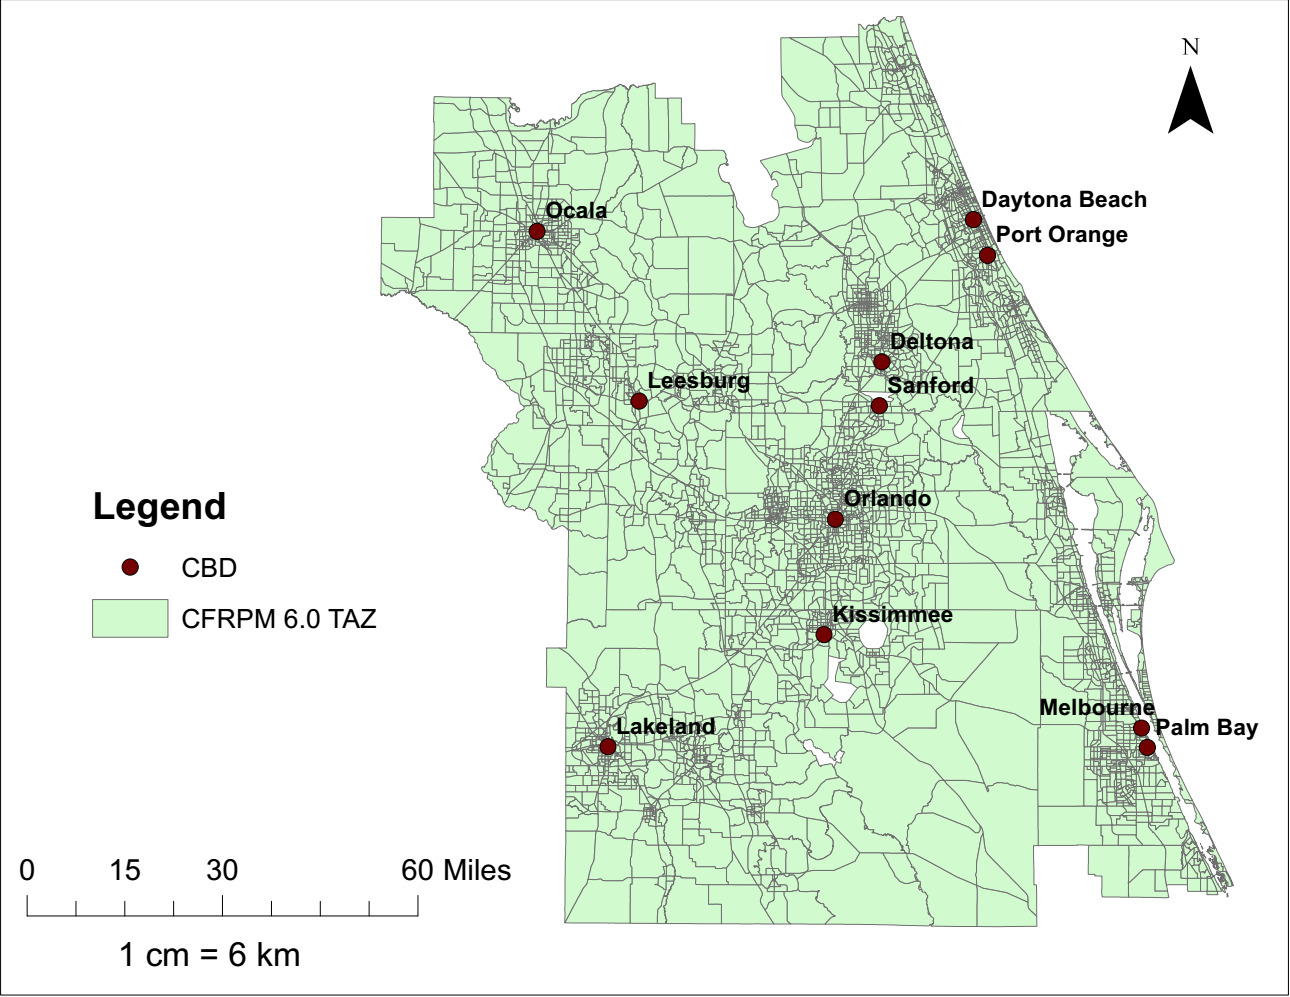 N
Daytona Beach
Ocala
Port Orange
Deltona
Leesburg
Sanford
Orlando
Legend
CBD
CFRPM 6.0 TAZ
Kissimmee
Melbourne
Lakeland
Palm Bay
0 15 30 60 Miles
1 cm = 6 km